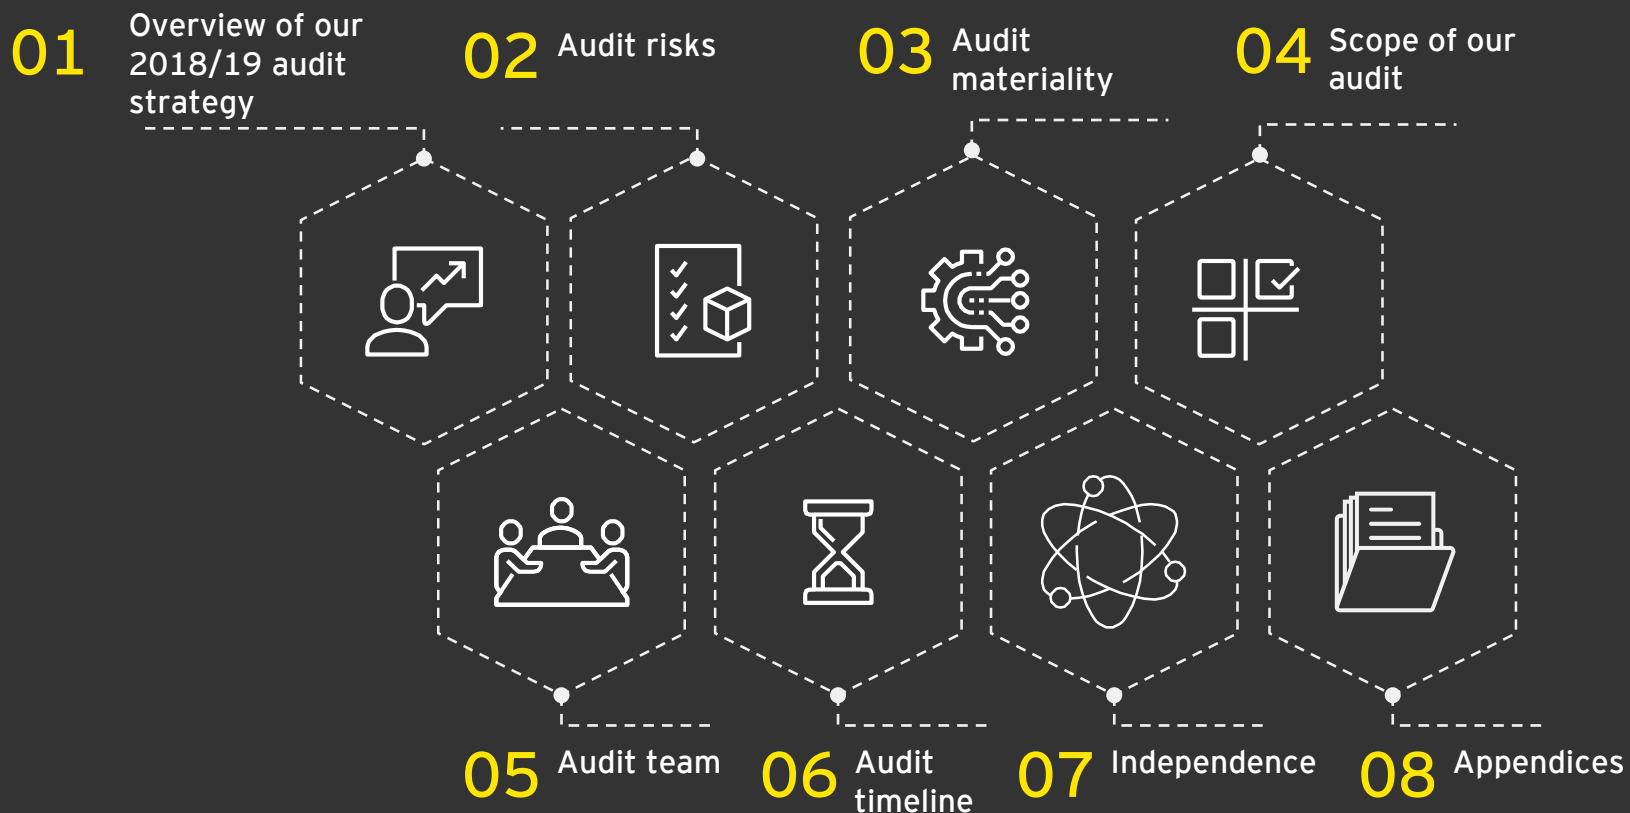 01
Overview of our
2018/19 audit
strategy
02
Audit risks
03
Audit
materiality
04
Scope of our
audit
05
Audit team
06
Audit
timeline
07
Independence
08
Appendices